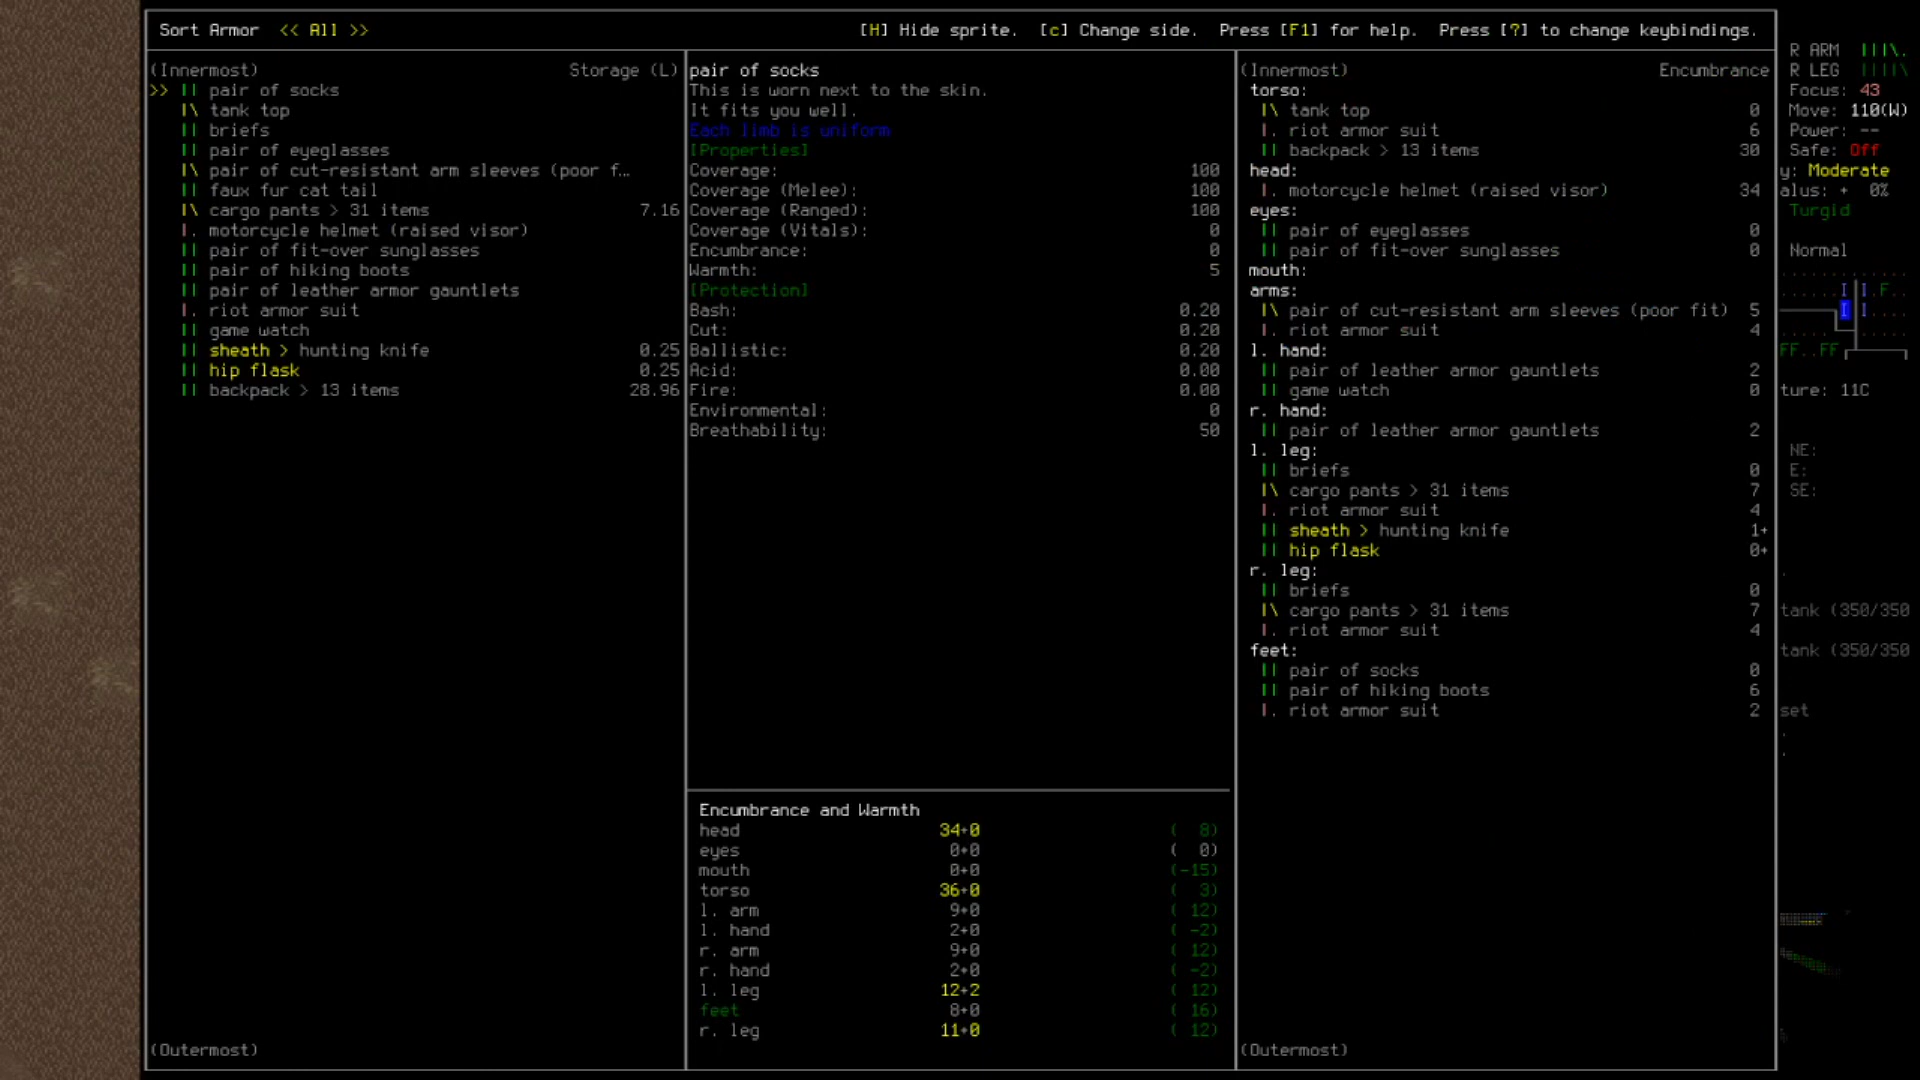 Sort Armor << All >> [H] Hide sprite. [c] Change side. Press [F1] for help. Press [?] to change keybindings.
(Innermost) Storage (L)
>> || pair of socks
|\ tank top
|| briefs
|| pair of eyeglasses
|\ pair of cut-resistant arm sleeves (poor f…
|| faux fur cat tail
|\ cargo pants > 31 items 7.16
|. motorcycle helmet (raised visor)
|| pair of fit-over sunglasses
|| pair of hiking boots
|| pair of leather armor gauntlets
|. riot armor suit
|| game watch
|| sheath > hunting knife 0.25
|| hip flask 0.25
|| backpack > 13 items 28.96
(Outermost)
pair of socks
This is worn next to the skin.
It fits you well.
Each limb is uniform
[Properties]
Coverage: 100
Coverage (Melee): 100
Coverage (Ranged): 100
Coverage (Vitals): 0
Encumbrance: 0
Warmth: 5
[Protection]
Bash: 0.20
Cut: 0.20
Ballistic: 0.20
Acid: 0.00
Fire: 0.00
Environmental: 0
Breathability: 50
Encumbrance and Warmth
head 34+0 ( 8)
eyes 0+0 ( 0)
mouth 0+0 (-15)
torso 36+0 ( 3)
l. arm 9+0 ( 12)
l. hand 2+0 ( -2)
r. arm 9+0 ( 12)
r. hand 2+0 ( -2)
l. leg 12+2 ( 12)
feet 8+0 ( 16)
r. leg 11+0 ( 12)
(Innermost) Encumbrance
torso:
|\ tank top 0
|. riot armor suit 6
|| backpack > 13 items 30
head:
|. motorcycle helmet (raised visor) 34
eyes:
|| pair of eyeglasses 0
|| pair of fit-over sunglasses 0
mouth:
arms:
|\ pair of cut-resistant arm sleeves (poor fit) 5
|. riot armor suit 4
l. hand:
|| pair of leather armor gauntlets 2
|| game watch 0
r. hand:
|| pair of leather armor gauntlets 2
l. leg:
|| briefs 0
|\ cargo pants > 31 items 7
|. riot armor suit 4
|| sheath > hunting knife 1+
|| hip flask 0+
r. leg:
|| briefs 0
|\ cargo pants > 31 items 7
|. riot armor suit 4
feet:
|| pair of socks 0
|| pair of hiking boots 6
|. riot armor suit 2
(Outermost)
R ARM |||\.
R LEG ||||\
Focus: 43
Move: 110(W)
Power: --
Safe: Off
y: Moderate
alus: + 0%
Turgid
Normal
FF..FF
ture: 11C
NE:
E:
SE:
tank (350/350
tank (350/350
set